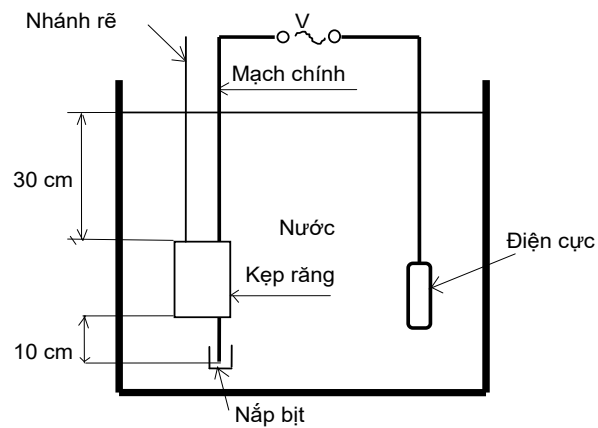 Nhánh rẽ
V
Mạch chính
30 cm
Nước
Điện cực
Kẹp răng
10 cm
Nắp bịt